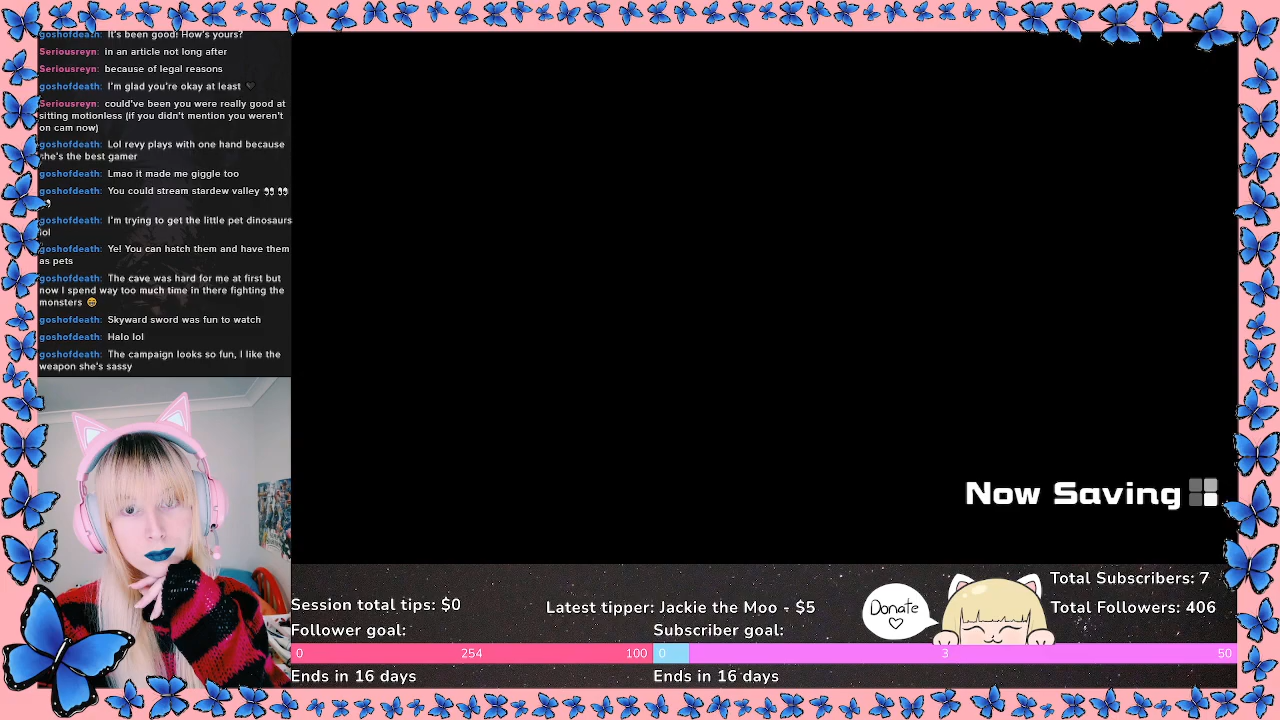 goshofdeath: It's been good! How's yours?
Seriousreyn: in an article not long after
Seriousreyn: because of legal reasons
goshofdeath: I'm glad you're okay at least 🖤
Seriousreyn: could've been you were really good at
sitting motionless (if you didn't mention you weren't
on cam now)
goshofdeath: Lol revy plays with one hand because
she's the best gamer
goshofdeath: Lmao it made me giggle too
goshofdeath: You could stream stardew valley 👀👀
👀
goshofdeath: I'm trying to get the little pet dinosaurs
lol
goshofdeath: Ye! You can hatch them and have them
as pets
goshofdeath: The cave was hard for me at first but
now I spend way too much time in there fighting the
monsters 😁
goshofdeath: Skyward sword was fun to watch
goshofdeath: Halo lol
goshofdeath: The campaign looks so fun, I like the
weapon she's sassy
Now Saving
Session total tips: $0
Latest tipper: Jackie the Moo - $5
Donate
Total Subscribers: 7
Total Followers: 406
Follower goal:
Subscriber goal:
0 254 100
0 3 50
Ends in 16 days
Ends in 16 days